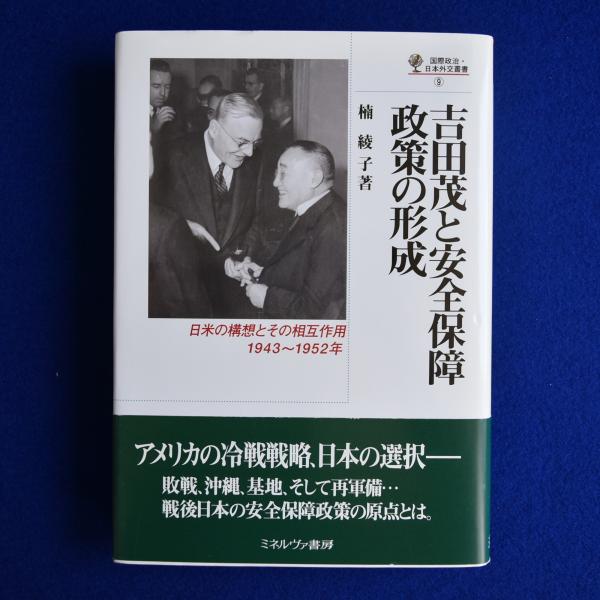 国際政治・
日本外交叢書
⑨
吉田茂と安全保障
政策の形成
楠 綾子著
日米の構想とその相互作用
1943〜1952年
アメリカの冷戦戦略、日本の選択──
敗戦、沖縄、基地、そして再軍備…
戦後日本の安全保障政策の原点とは。
ミネルヴァ書房